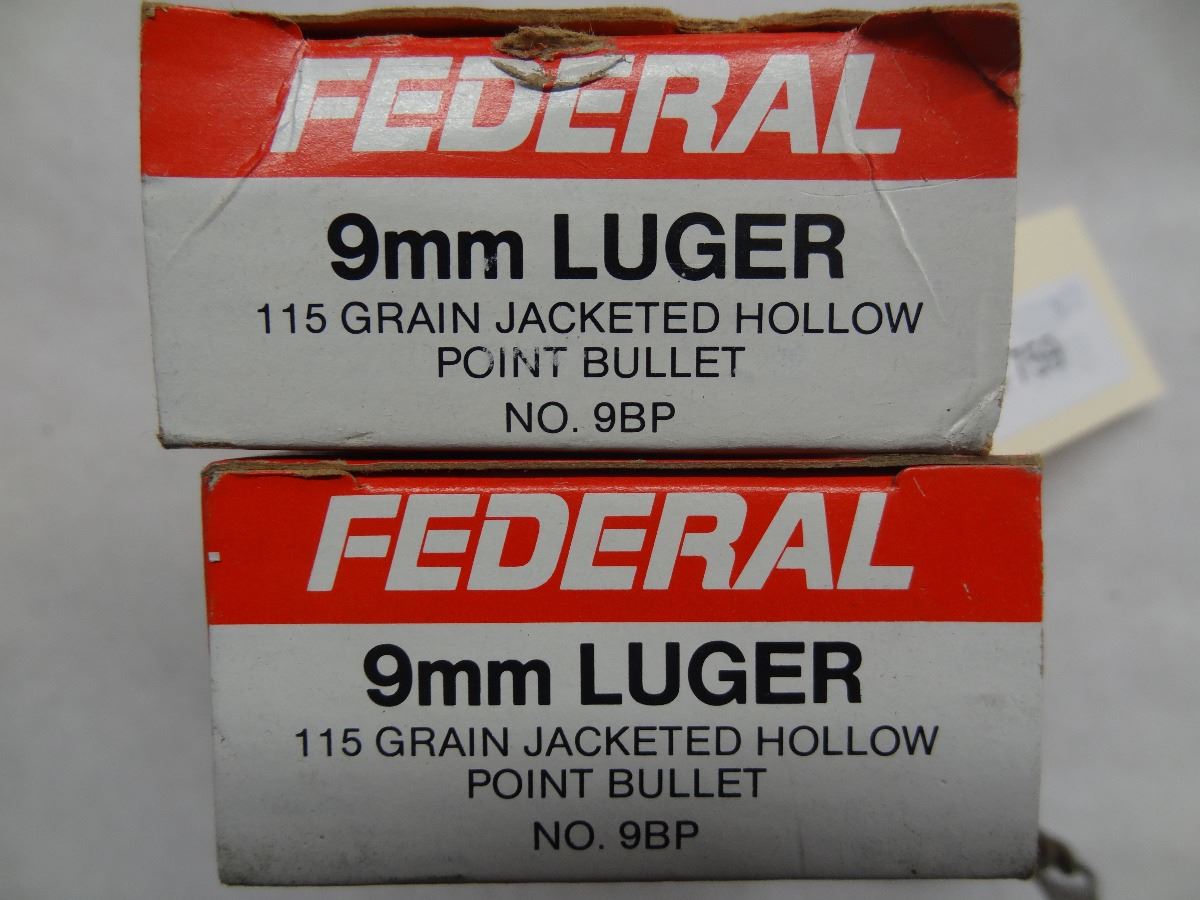 FEDERAL
9mm LUGER
115 GRAIN JACKETED HOLLOW
POINT BULLET
NO. 9BP
FEDERAL
9mm LUGER
115 GRAIN JACKETED HOLLOW
POINT BULLET
NO. 9BP